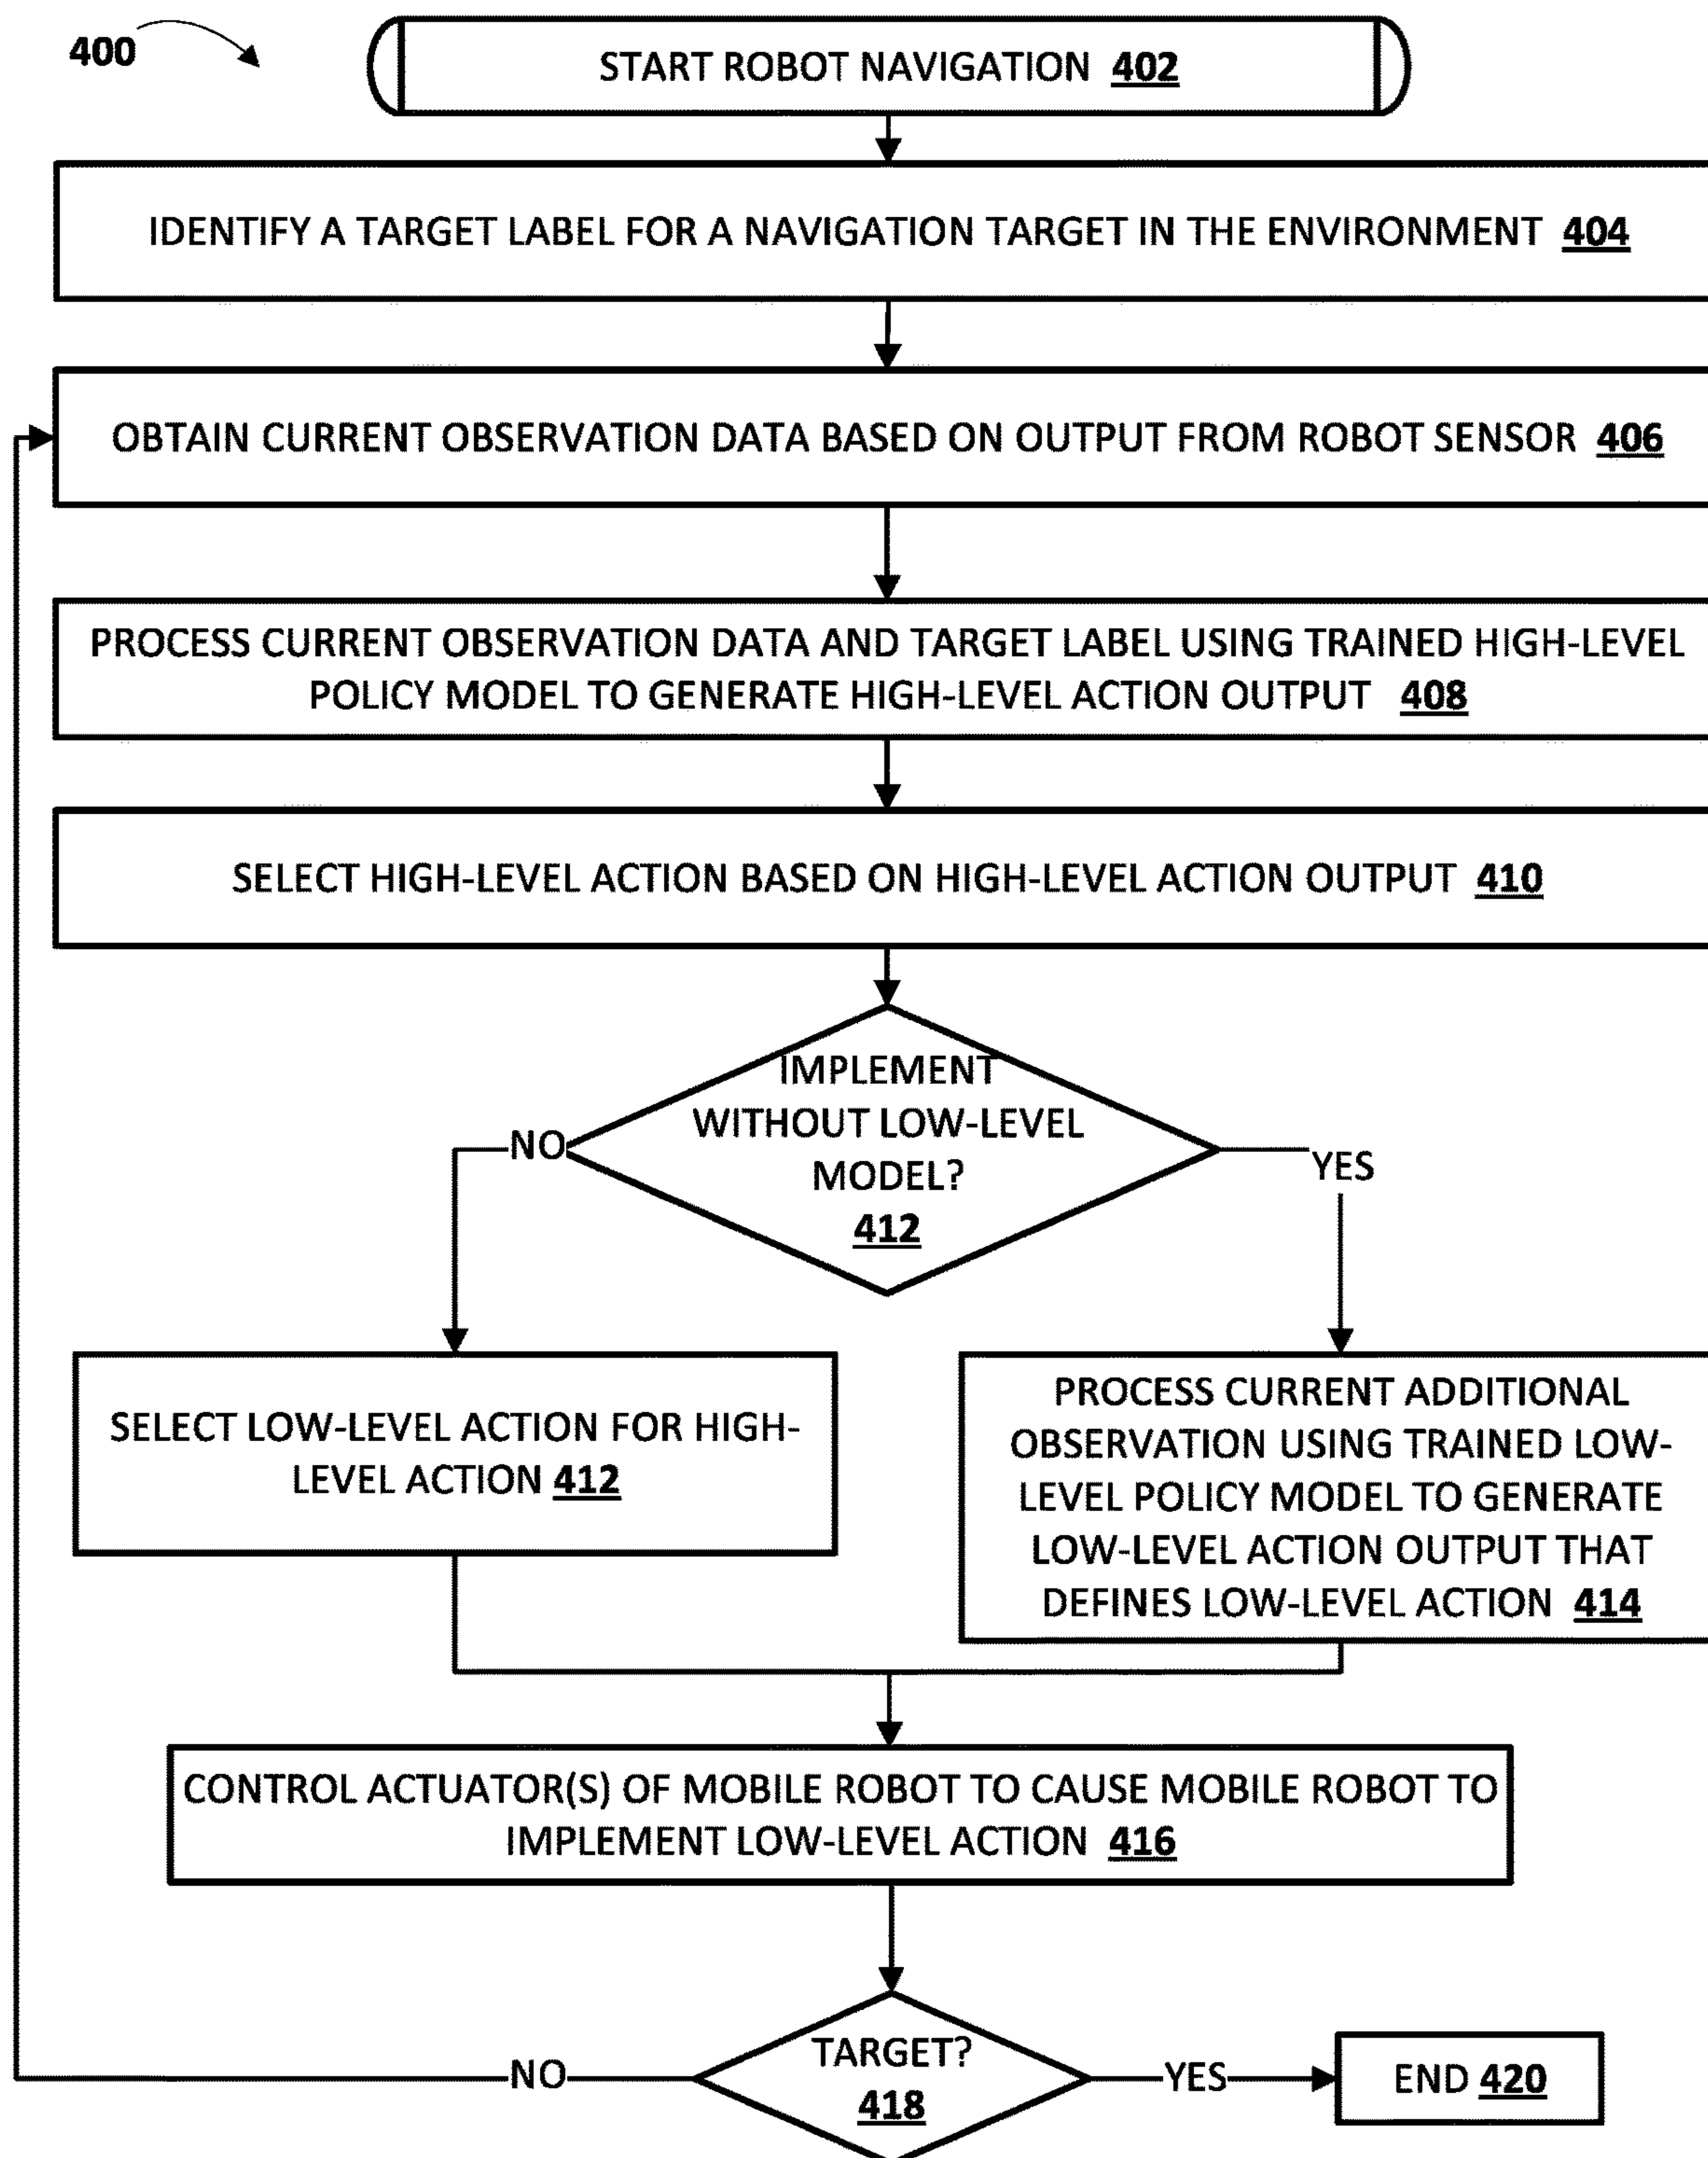 400
START ROBOT NAVIGATION 402
IDENTIFY A TARGET LABEL FOR A NAVIGATION TARGET IN THE ENVIRONMENT 404
OBTAIN CURRENT OBSERVATION DATA BASED ON OUTPUT FROM ROBOT SENSOR 406
PROCESS CURRENT OBSERVATION DATA AND TARGET LABEL USING TRAINED HIGH-LEVEL
POLICY MODEL TO GENERATE HIGH-LEVEL ACTION OUTPUT 408
SELECT HIGH-LEVEL ACTION BASED ON HIGH-LEVEL ACTION OUTPUT 410
IMPLEMENT
WITHOUT LOW-LEVEL
MODEL?
412
NO
YES
SELECT LOW-LEVEL ACTION FOR HIGH-
LEVEL ACTION 412
PROCESS CURRENT ADDITIONAL
OBSERVATION USING TRAINED LOW-
LEVEL POLICY MODEL TO GENERATE
LOW-LEVEL ACTION OUTPUT THAT
DEFINES LOW-LEVEL ACTION 414
CONTROL ACTUATOR(S) OF MOBILE ROBOT TO CAUSE MOBILE ROBOT TO
IMPLEMENT LOW-LEVEL ACTION 416
TARGET?
418
NO
YES
END 420